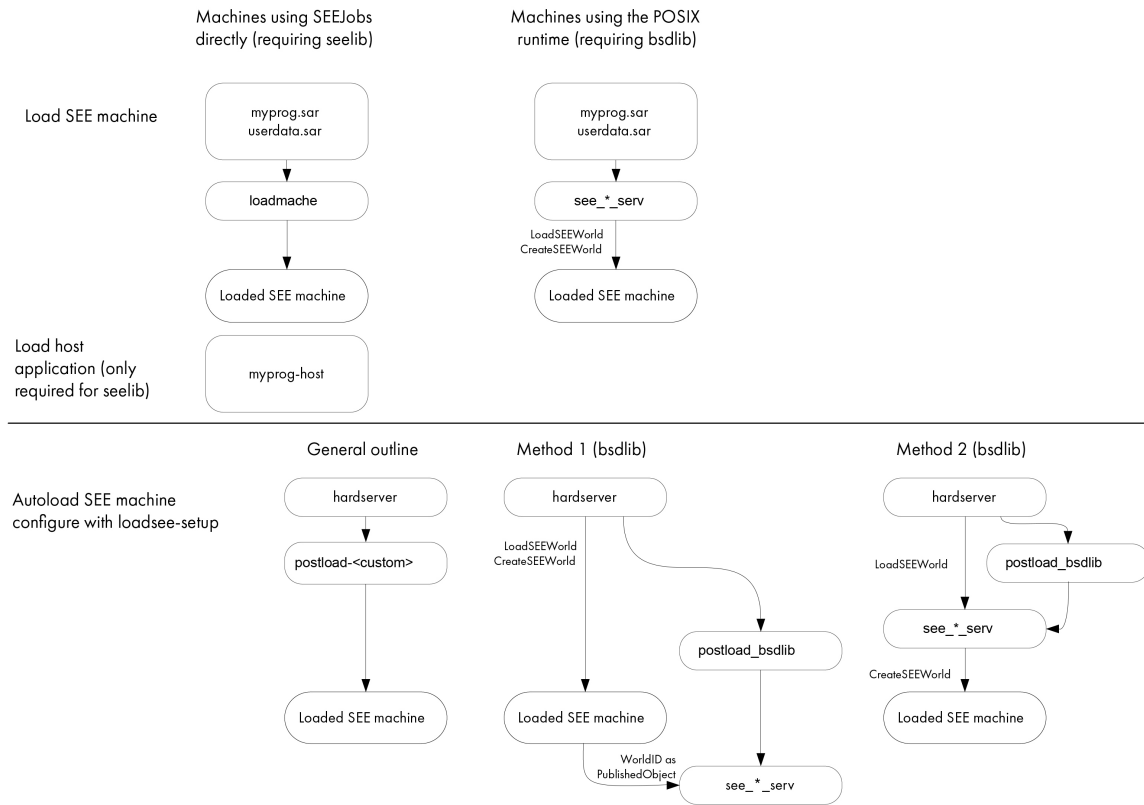 Machines using SEEJobs
directly (requiring seelib)
Machines using the POSIX
runtime (requiring bsdlib)
Load SEE machine
myprog.sar
userdata.sar
myprog.sar
userdata.sar
loadmache
see_*_serv
LoadSEEWorld
CreateSEEWorld
Loaded SEE machine
Loaded SEE machine
Load host
application (only
required for seelib)
myprog-host
General outline
Method 1 (bsdlib)
Method 2 (bsdlib)
Autoload SEE machine
configure with loadsee-setup
hardserver
hardserver
hardserver
postload-<custom>
LoadSEEWorld
CreateSEEWorld
LoadSEEWorld
postload_bsdlib
see_*_serv
postload_bsdlib
CreateSEEWorld
Loaded SEE machine
Loaded SEE machine
Loaded SEE machine
WorldID as
PublishedObject
see_*_serv